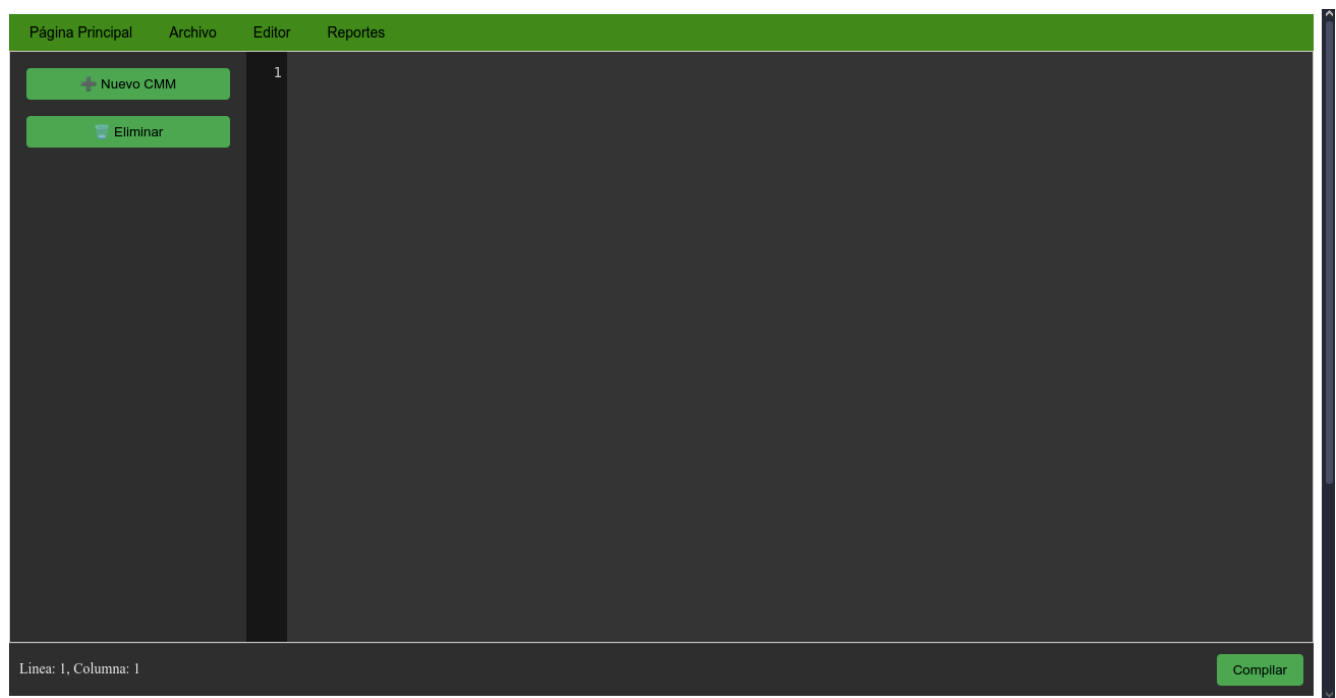 Página Principal Archivo Editor Reportes
➕ Nuevo CMM
🗑️ Eliminar
1
Linea: 1, Columna: 1
Compilar